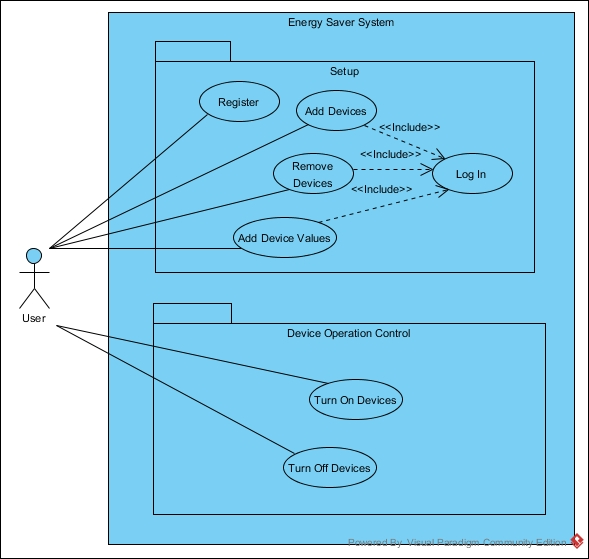 Energy Saver System
Setup
Register
Add Devices
<<Include>>
Remove
Devices
<<Include>>
Log In
<<Include>>
Add Device Values
User
Device Operation Control
Turn On Devices
Turn Off Devices
Powered By Visual Paradigm Community Edition